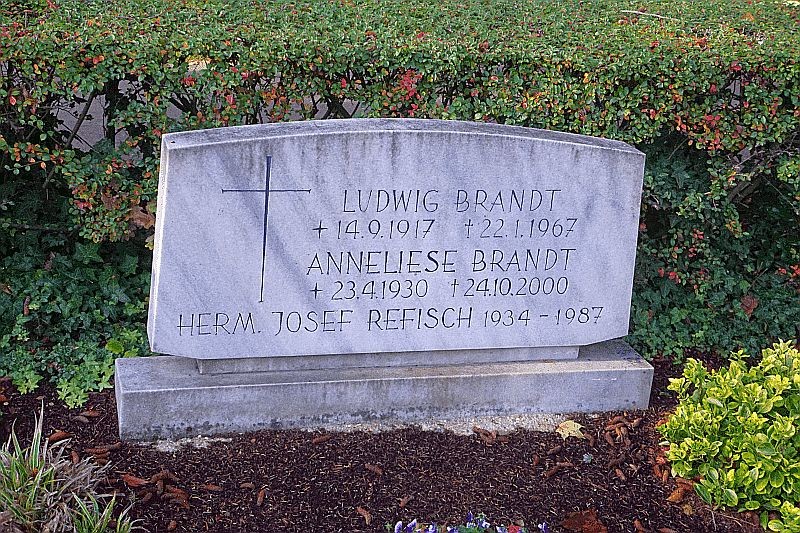 LUDWIG BRANDT
+ 14.9.1917 † 22.1.1967
ANNELIESE BRANDT
+ 23.4.1930 † 24.10.2000
HERM. JOSEF REFISCH 1934 - 1987